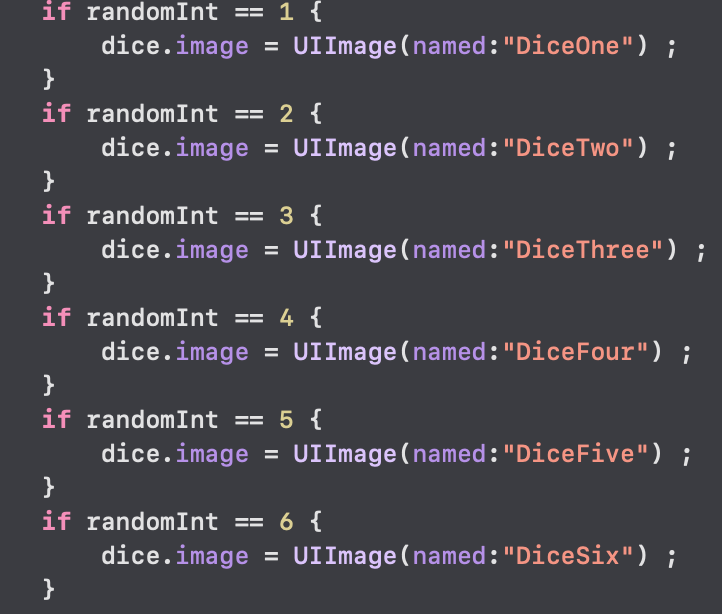 if randomInt == 1 {
    dice.image = UIImage(named:"DiceOne") ;
}
if randomInt == 2 {
    dice.image = UIImage(named:"DiceTwo") ;
}
if randomInt == 3 {
    dice.image = UIImage(named:"DiceThree") ;
}
if randomInt == 4 {
    dice.image = UIImage(named:"DiceFour") ;
}
if randomInt == 5 {
    dice.image = UIImage(named:"DiceFive") ;
}
if randomInt == 6 {
    dice.image = UIImage(named:"DiceSix") ;
}